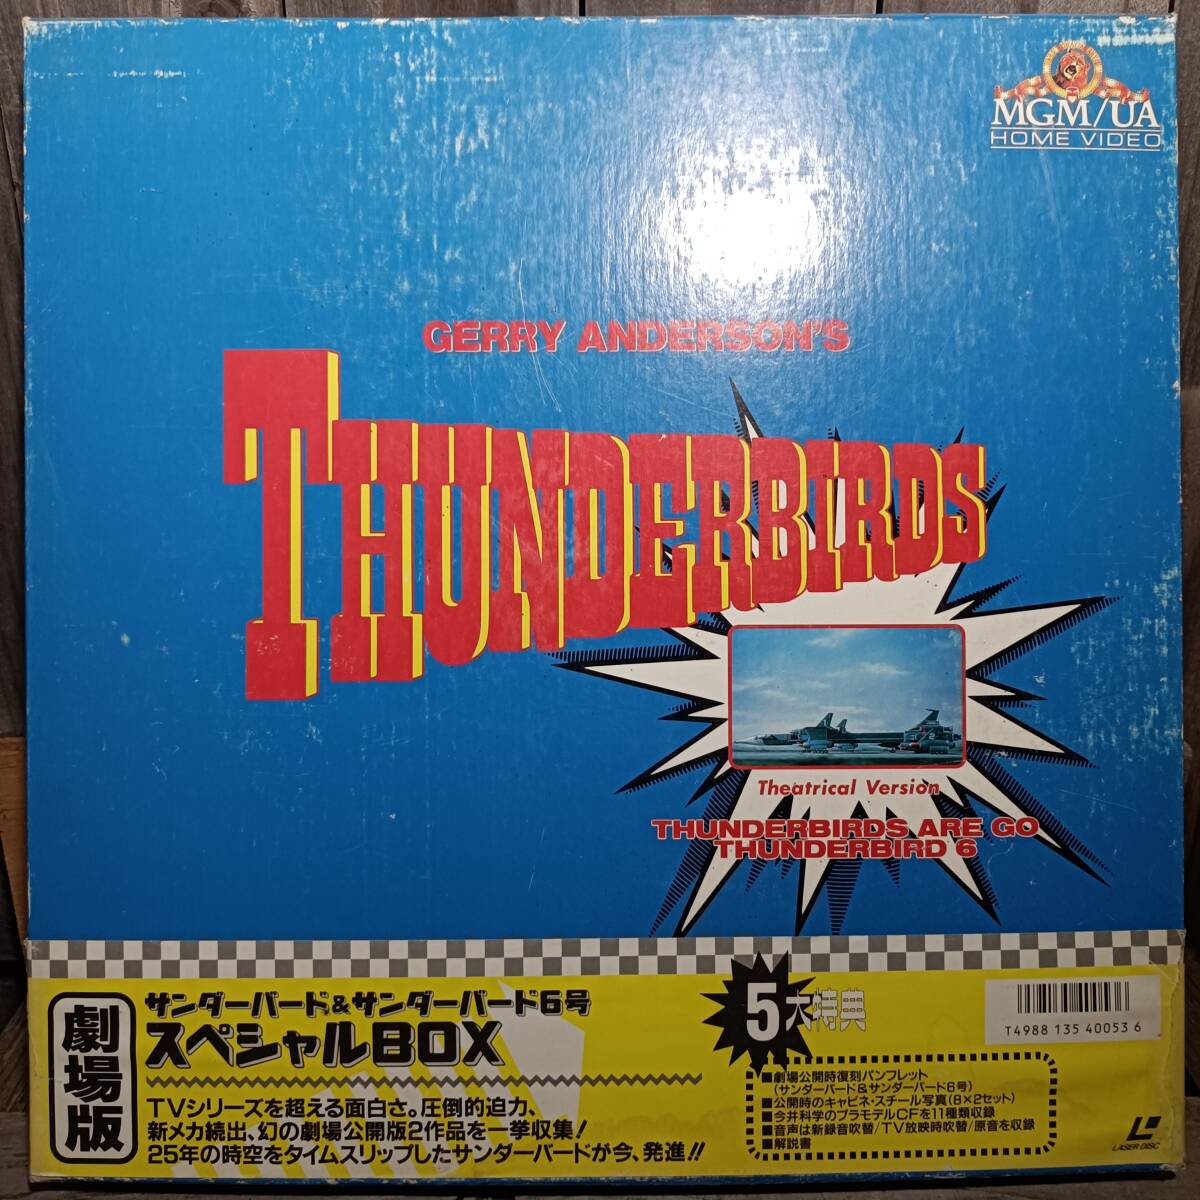 MGM/UA
HOME VIDEO
GERRY ANDERSON'S
THUNDERBIRDS
Theatrical Version
THUNDERBIRDS ARE GO
THUNDERBIRD 6
劇場版
サンダーバード&サンダーバード6号
スペシャルBOX
TVシリーズを超える面白さ。圧倒的迫力、
新メカ続出、幻の劇場公開版2作品を一挙収集!
25年の時空をタイムスリップしたサンダーバードが今、発進!!
5大特典
■劇場公開時復刻パンフレット
(サンダーバード&サンダーバード6号)
■公開時のキャビネ・スチール写真(8×2セット)
■今井科学のプラモデルCFを11種類収録
■音声は新録音吹替/TV放映時吹替/原音を収録
■解説書
T4988 135 40053 6
LASER DISC